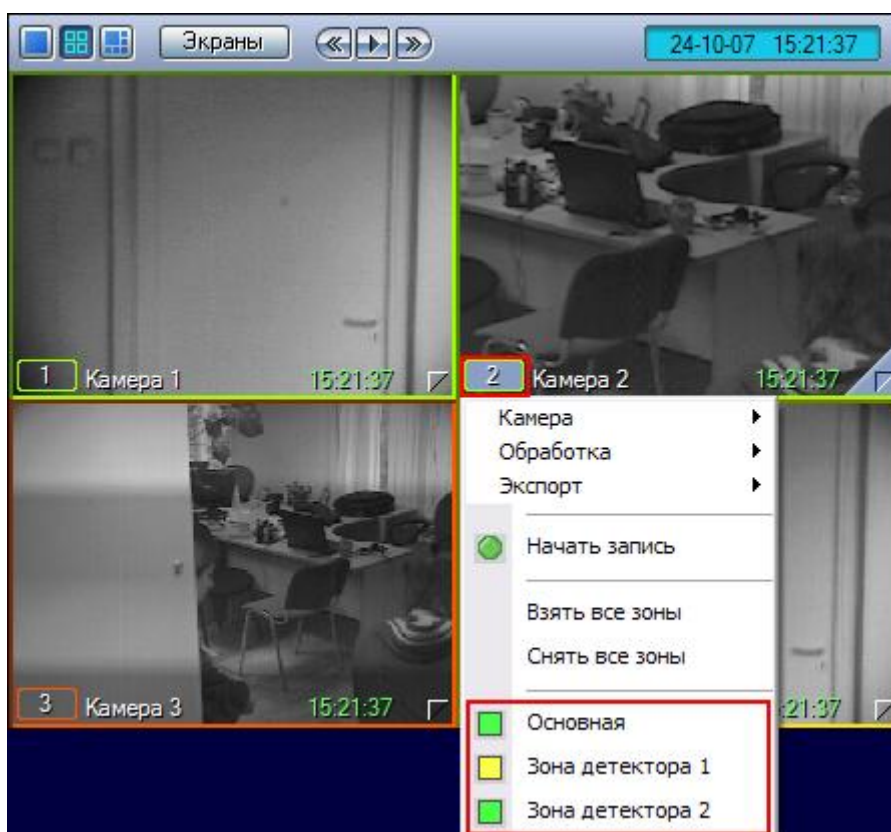 Экраны
24-10-07 15:21:37
1 Камера 1 15:21:37
2 Камера 2 15:21:37
Камера
Обработка
Экспорт
Начать запись
Взять все зоны
Снять все зоны
Основная
Зона детектора 1
Зона детектора 2
3 Камера 3 15:21:37
:21:37